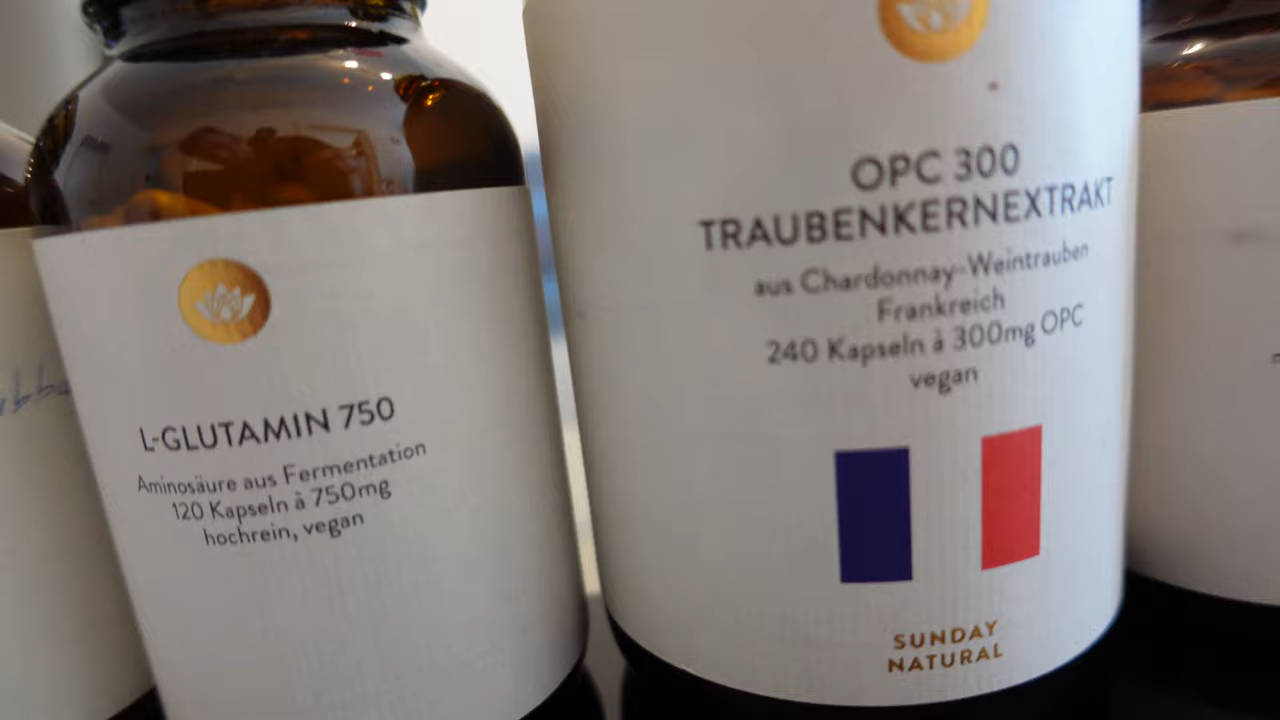 L-GLUTAMIN 750
Aminosäure aus Fermentation
120 Kapseln à 750mg
hochrein, vegan
OPC 300
TRAUBENKERNEXTRAKT
aus Chardonnay-Weintrauben
Frankreich
240 Kapseln à 300mg OPC
vegan
SUNDAY
NATURAL